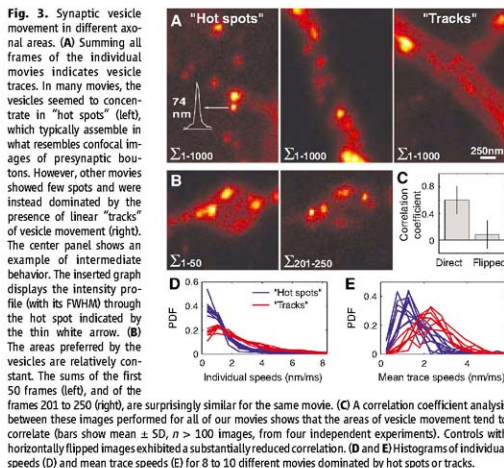 Fig. 3. Synaptic vesicle
movement in different axo-
nal areas. (A) Summing all
frames of the individual
movies indicates vesicle
traces. In many movies, the
vesicles seemed to concen-
trate in "hot spots" (left),
which typically assemble in
what resembles confocal im-
ages of presynaptic bou-
tons. However, other movies
showed few spots and were
instead dominated by the
presence of linear "tracks"
of vesicle movement (right).
The center panel shows an
example of intermediate
behavior. The inserted graph
displays the intensity pro-
file (with its FWHM) through
the hot spot indicated by
the thin white arrow. (B)
The areas preferred by the
vesicles are relatively con-
stant. The sums of the first
50 frames (left), and of the
frames 201 to 250 (right), are surprisingly similar for the same movie. (C) A correlation coefficient analysis
between these images performed for all of our movies shows that the areas of vesicle movement tend to
correlate (bars show mean ± SD, n > 100 images, from four independent experiments). Controls with
horizontally flipped images exhibited a substantially reduced correlation. (D and E) Histograms of individual
speeds (D) and mean trace speeds (E) for 8 to 10 different movies dominated by hot spots or tracks.
A "Hot spots" "Tracks"
74
nm
Σ1-1000 Σ1-1000 Σ1-1000 250nm
B
Σ1-50 Σ201-250
C
Correlation
coefficient
0.8
0.4
0
Direct Flipped
D
"Hot spots"
"Tracks"
PDF
0.6
0.4
0.2
0
0 2 4 6 8
Individual speeds (nm/ms)
E
PDF
0.4
0.2
0
0 2 4 6
Mean trace speeds (nm/ms)